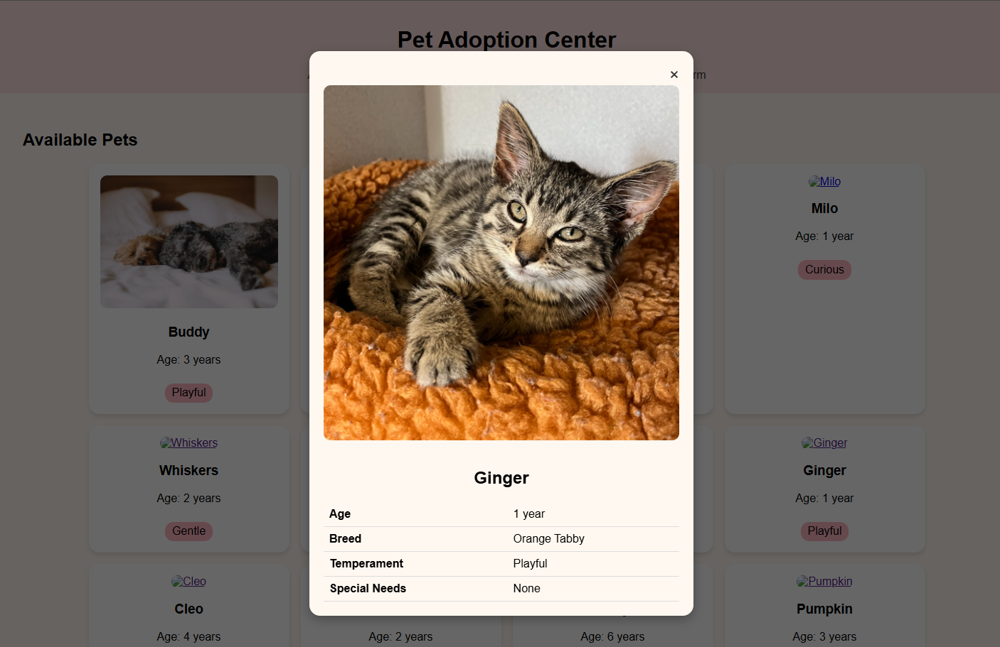 Pet Adoption Center
rm
×
Available Pets
Milo
Milo
Age: 1 year
Curious
Buddy
Age: 3 years
Playful
Whiskers
Whiskers
Age: 2 years
Gentle
Ginger
Ginger
Age: 1 year
Playful
Ginger
Age 1 year
Breed Orange Tabby
Temperament Playful
Special Needs None
Cleo
Cleo
Age: 4 years
Age: 2 years
Age: 6 years
Pumpkin
Pumpkin
Age: 3 years